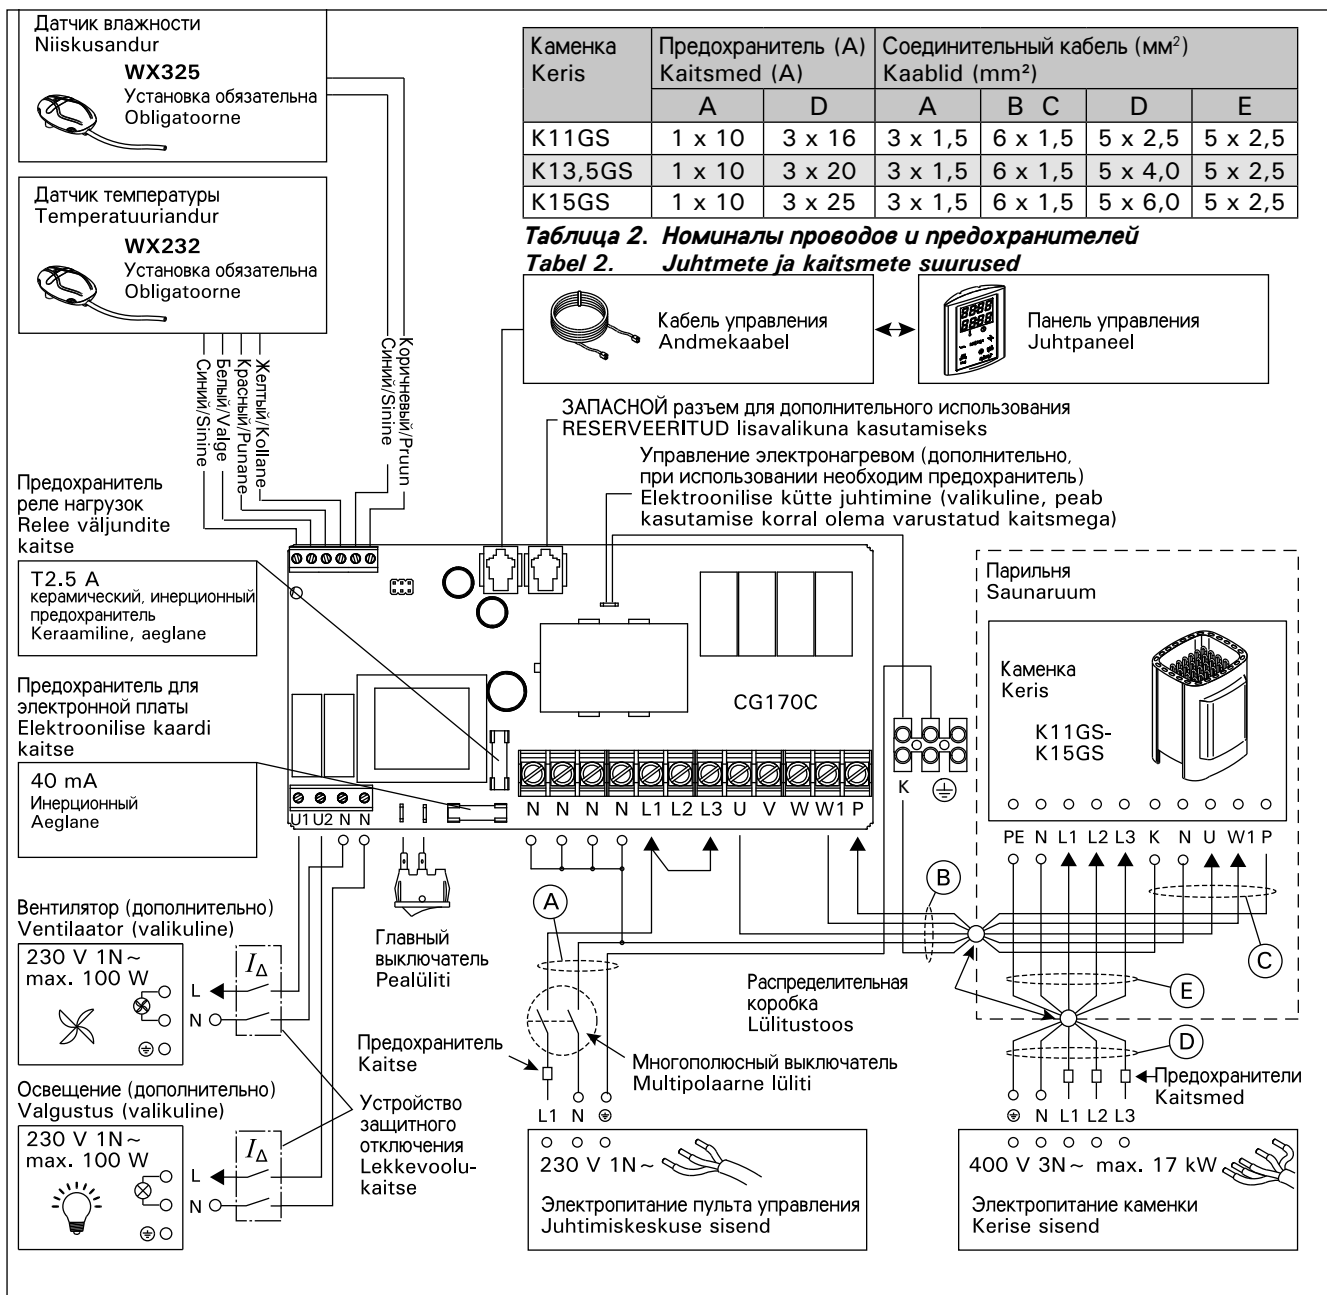 Датчик влажности
Niiskusandur
WX325
Установка обязательна
Obligatoorne
Датчик температуры
Temperatuuriandur
WX232
Установка обязательна
Obligatoorne
Каменка
Keris
Предохранитель (A)
Kaitsmed (A)
Соединительный кабель (мм²)
Kaablid (mm²)
A D A B C D E
K11GS 1 x 10 3 x 16 3 x 1,5 6 x 1,5 5 x 2,5 5 x 2,5
K13,5GS 1 x 10 3 x 20 3 x 1,5 6 x 1,5 5 x 4,0 5 x 2,5
K15GS 1 x 10 3 x 25 3 x 1,5 6 x 1,5 5 x 6,0 5 x 2,5
Таблица 2. Номиналы проводов и предохранителей
Tabel 2. Juhtmete ja kaitsmete suurused
Кабель управления
Andmekaabel
Панель управления
Juhtpaneel
Синий/Sinine
Белый/Valge
Красный/Punane
Желтый/Kollane
Синий/Sinine
Коричневый/Pruun
ЗАПАСНОЙ разъем для дополнительного использования
RESERVEERITUD lisavalikuna kasutamiseks
Управление электронагревом (дополнительно,
при использовании необходим предохранитель)
Elektroonilise kütte juhtimine (valikuline, peab
kasutamise korral olema varustatud kaitsmega)
Предохранитель
реле нагрузок
Relee väljundite
kaitse
T2.5 A
керамический, инерционный
предохранитель
Keraamiline, aeglane
Предохранитель для
электронной платы
Elektroonilise kaardi
kaitse
40 mA
Инерционный
Aeglane
CG170C
U1 U2 N N
N N N N L1 L2 L3 U V W W1 P
K
Парильня
Saunaruum
Каменка
Keris
K11GS-
K15GS
PE N L1 L2 L3 K N U W1 P
A
B
C
E
D
Вентилятор (дополнительно)
Ventilaator (valikuline)
230 V 1N~
max. 100 W
L
N
IΔ
Освещение (дополнительно)
Valgustus (valikuline)
230 V 1N~
max. 100 W
L
N
IΔ
Главный
выключатель
Pealüliti
Предохранитель
Kaitse
Устройство
защитного
отключения
Lekkevoolu-
kaitse
Распределительная
коробка
Lülitustoos
Многополюсный выключатель
Multipolaarne lüliti
L1 N
230 V 1N~
Электропитание пульта управления
Juhtimiskeskuse sisend
Предохранители
Kaitsmed
N L1 L2 L3
400 V 3N~ max. 17 kW
Электропитание каменки
Kerise sisend